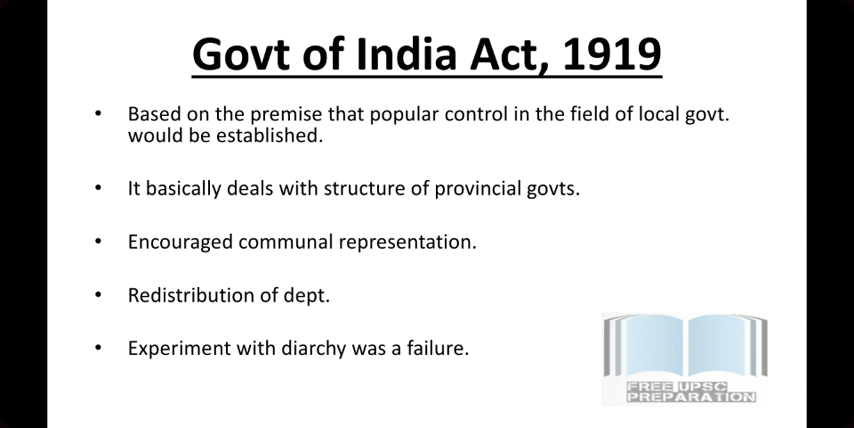 Govt of India Act, 1919
• Based on the premise that popular control in the field of local govt.
would be established.
• It basically deals with structure of provincial govts.
• Encouraged communal representation.
• Redistribution of dept.
• Experiment with diarchy was a failure.
FREE UPSC
PREPARATION